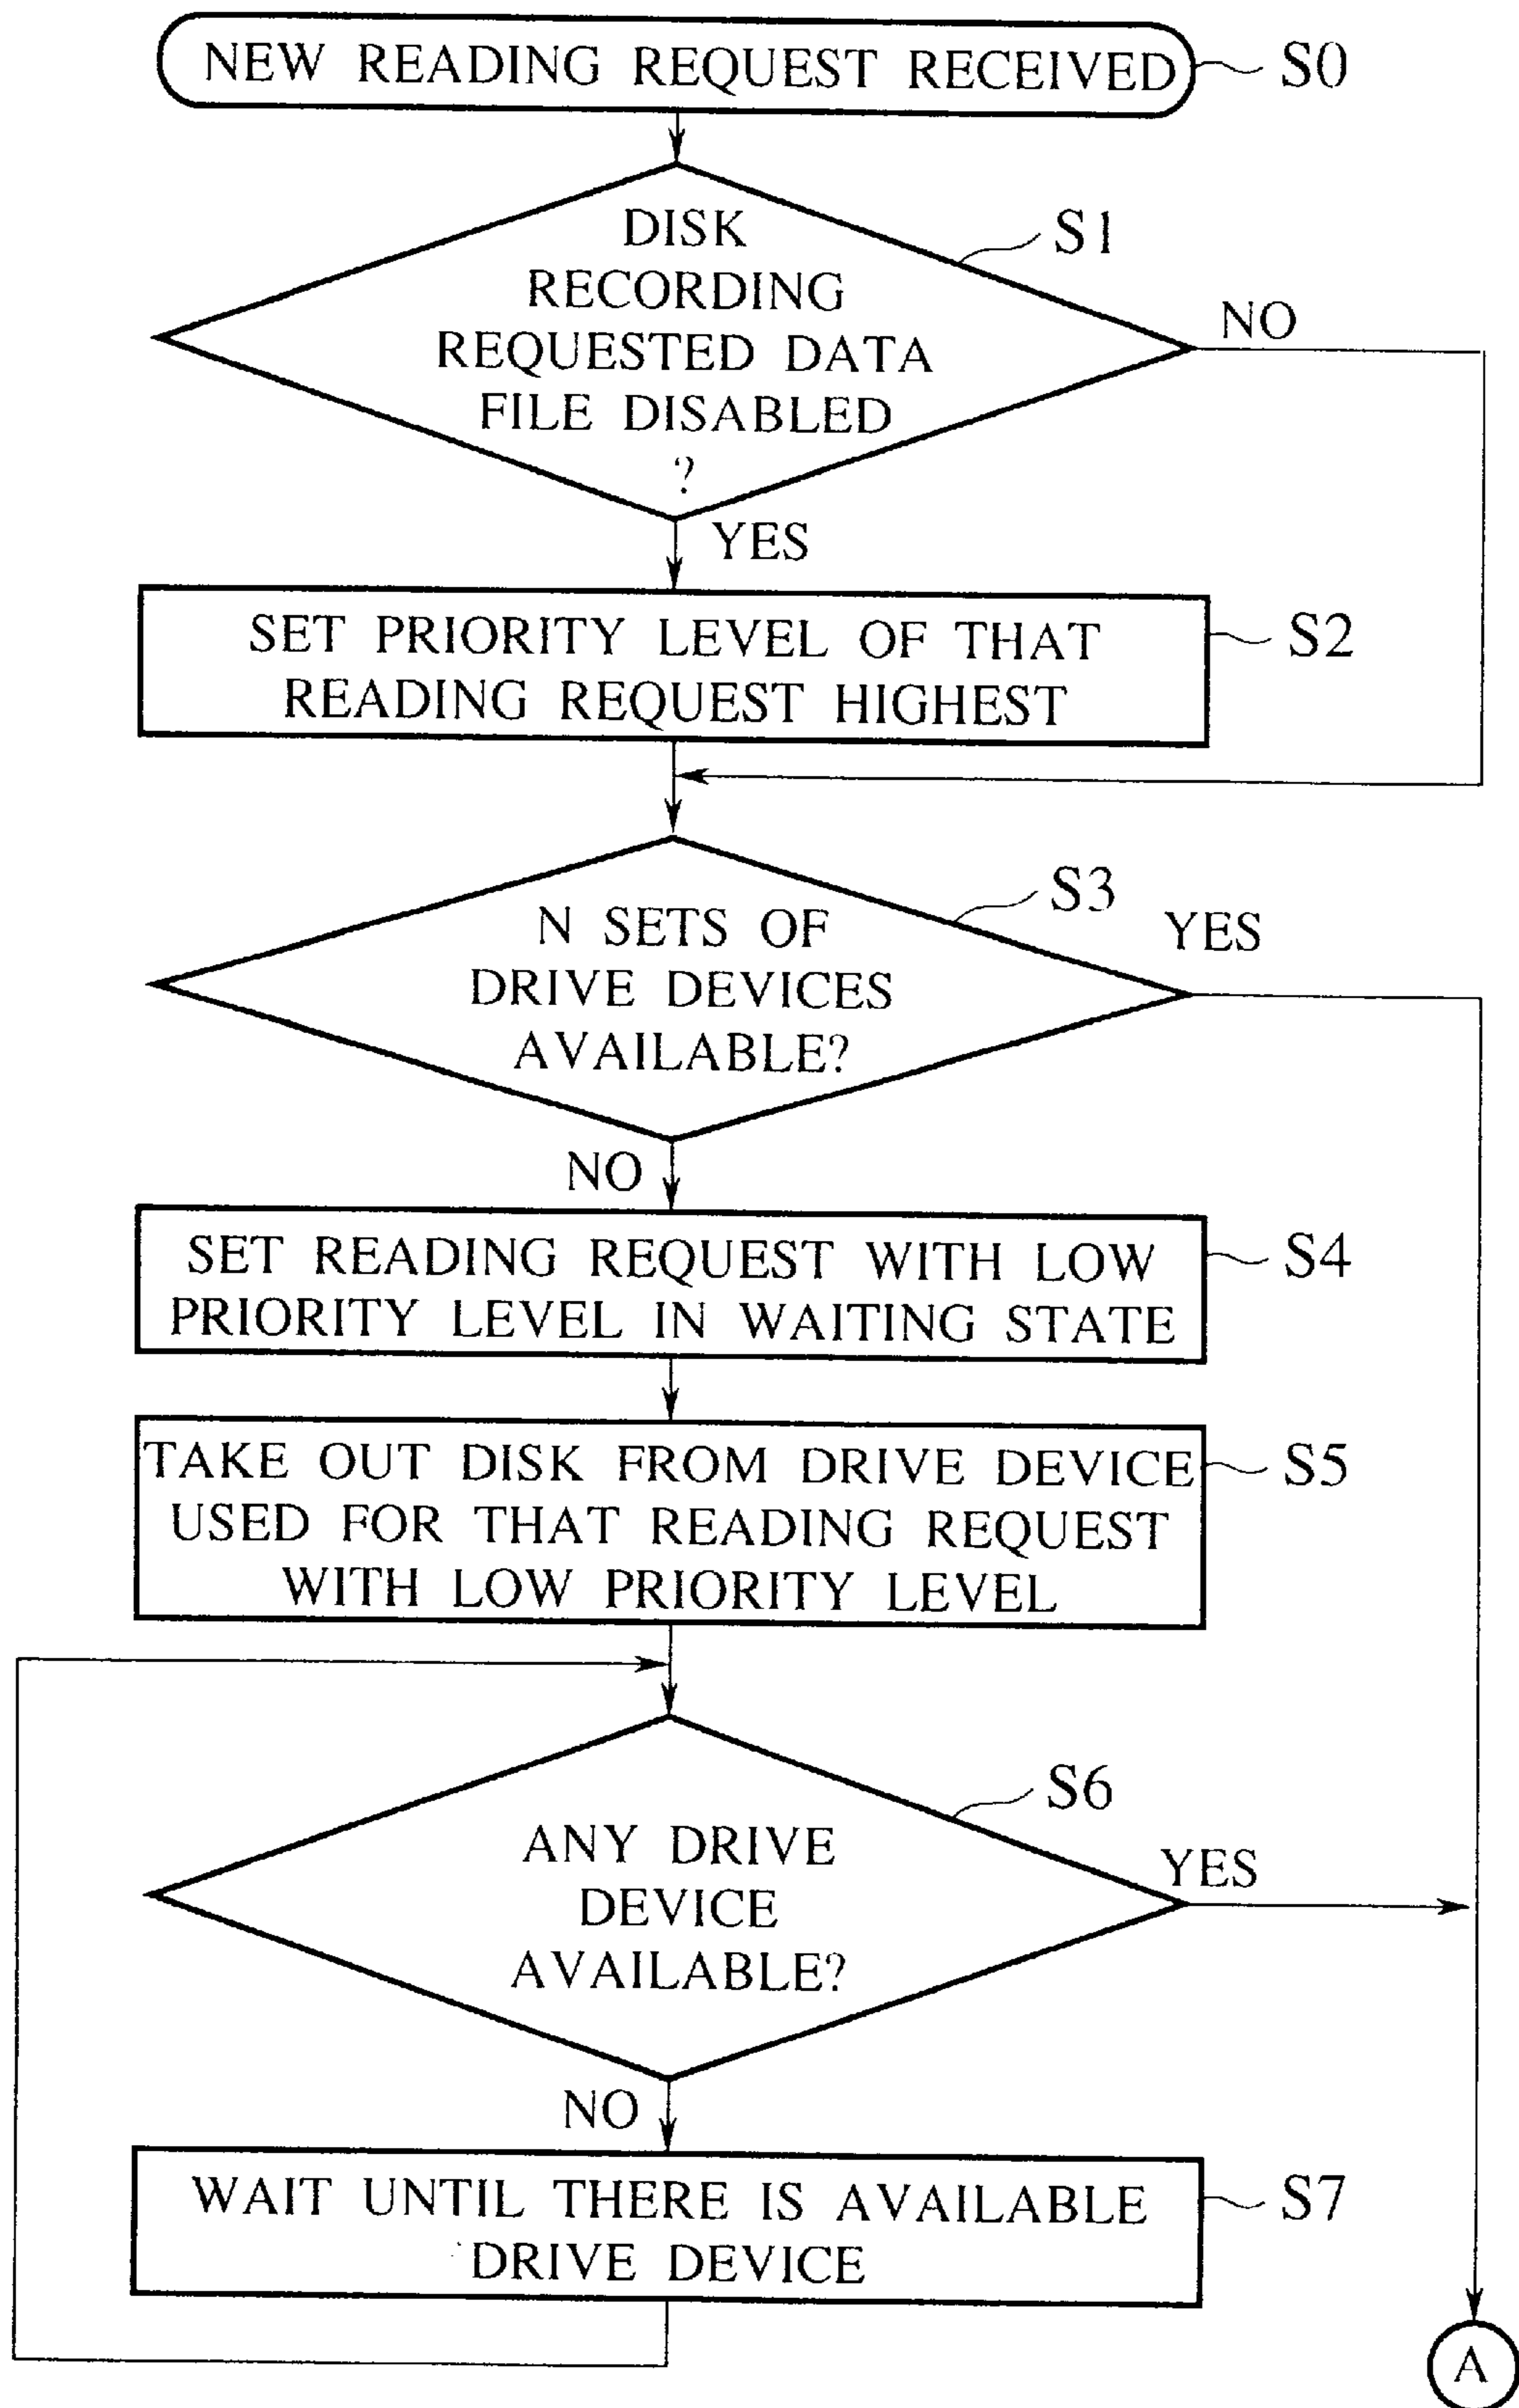 NEW READING REQUEST RECEIVED
S0
DISK
RECORDING
REQUESTED DATA
FILE DISABLED
?
S1
NO
YES
SET PRIORITY LEVEL OF THAT
READING REQUEST HIGHEST
S2
N SETS OF
DRIVE DEVICES
AVAILABLE?
S3
YES
NO
SET READING REQUEST WITH LOW
PRIORITY LEVEL IN WAITING STATE
S4
TAKE OUT DISK FROM DRIVE DEVICE
USED FOR THAT READING REQUEST
WITH LOW PRIORITY LEVEL
S5
ANY DRIVE
DEVICE
AVAILABLE?
S6
YES
NO
WAIT UNTIL THERE IS AVAILABLE
DRIVE DEVICE
S7
A